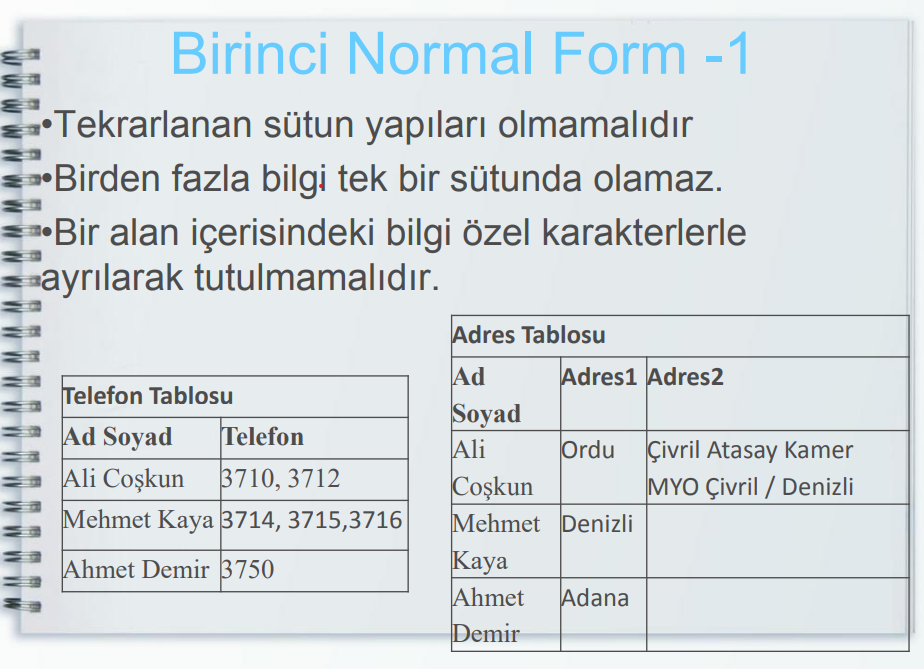 Birinci Normal Form -1
•Tekrarlanan sütun yapıları olmamalıdır
•Birden fazla bilgi tek bir sütunda olamaz.
•Bir alan içerisindeki bilgi özel karakterlerle
ayrılarak tutulmamalıdır.
Telefon Tablosu
Ad Soyad Telefon
Ali Coşkun 3710, 3712
Mehmet Kaya 3714, 3715,3716
Ahmet Demir 3750
Adres Tablosu
Ad Adres1 Adres2
Soyad
Ali Ordu Çivril Atasay Kamer
Coşkun MYO Çivril / Denizli
Mehmet Denizli
Kaya
Ahmet Adana
Demir